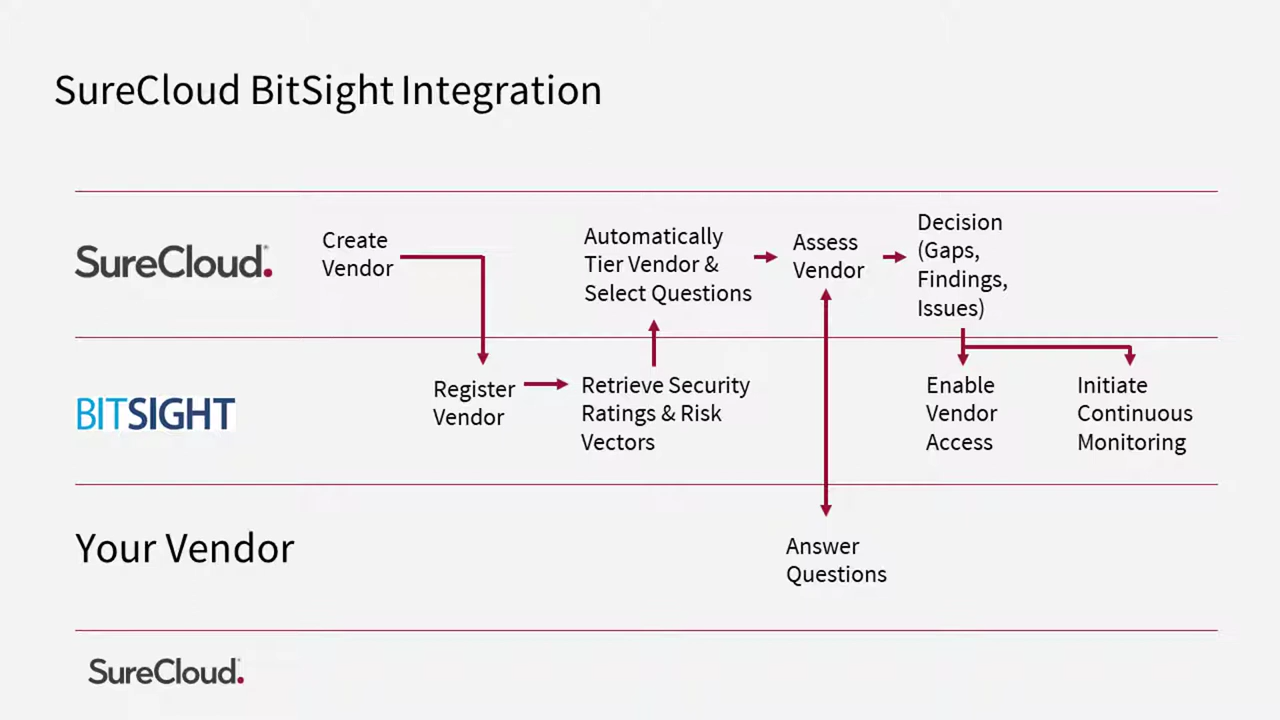 SureCloud BitSight Integration
SureCloud.
Create
Vendor
Automatically
Tier Vendor &
Select Questions
Assess
Vendor
Decision
(Gaps,
Findings,
Issues)
BITSIGHT
Register
Vendor
Retrieve Security
Ratings & Risk
Vectors
Enable
Vendor
Access
Initiate
Continuous
Monitoring
Your Vendor
Answer
Questions
SureCloud.